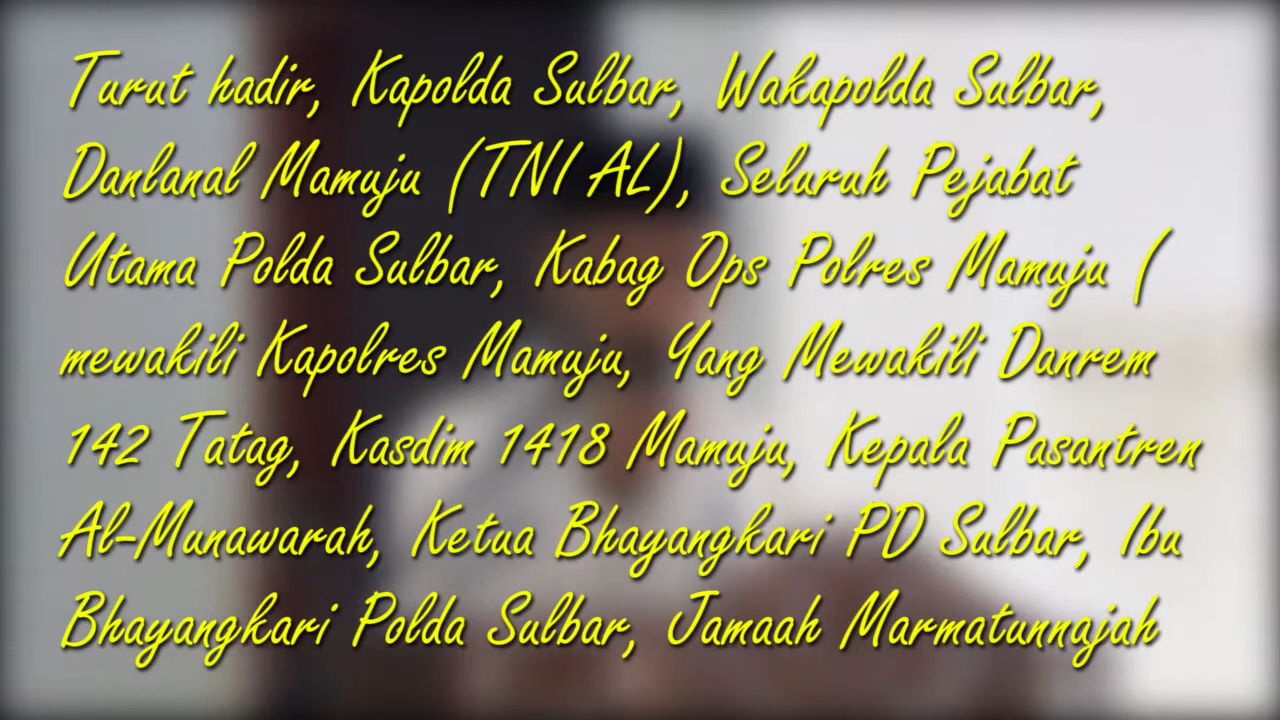 Turut hadir, Kapolda Sulbar, Wakapolda Sulbar,
Danlanal Mamuju (TNI AL), Seluruh Pejabat
Utama Polda Sulbar, Kabag Ops Polres Mamuju (
mewakili Kapolres Mamuju, Yang Mewakili Danrem
142 Tatag, Kasdim 1418 Mamuju, Kepala Pasantren
Al-Munawarah, Ketua Bhayangkari PD Sulbar, Ibu
Bhayangkari Polda Sulbar, Jamaah Marmatunnajah